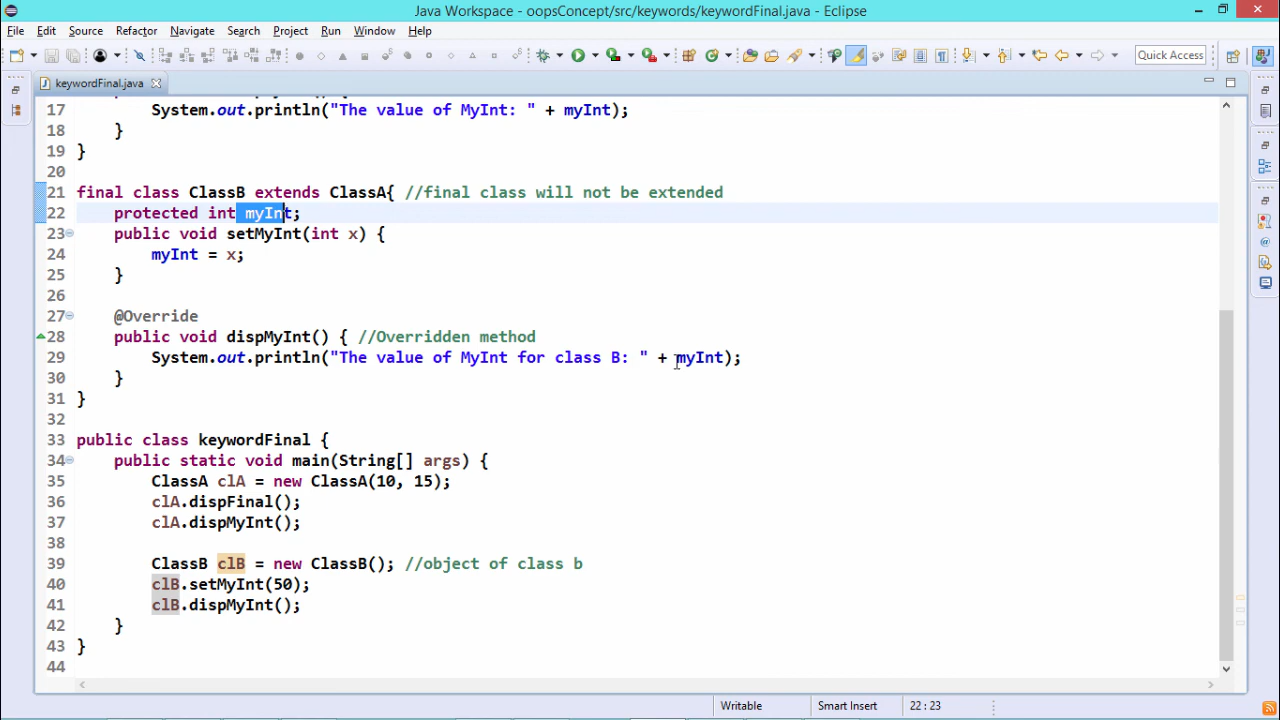 Java Workspace - oopsConcept/src/keywords/keywordFinal.java - Eclipse
File Edit Source Refactor Navigate Search Project Run Window Help
Quick Access
keywordFinal.java
17 System.out.println("The value of MyInt: " + myInt);
18 }
19 }
20
21 final class ClassB extends ClassA{ //final class will not be extended
22 protected int myInt;
23 public void setMyInt(int x) {
24 myInt = x;
25 }
26
27 @Override
28 public void dispMyInt() { //Overridden method
29 System.out.println("The value of MyInt for class B: " + myInt);
30 }
31 }
32
33 public class keywordFinal {
34 public static void main(String[] args) {
35 ClassA clA = new ClassA(10, 15);
36 clA.dispFinal();
37 clA.dispMyInt();
38
39 ClassB clB = new ClassB(); //object of class b
40 clB.setMyInt(50);
41 clB.dispMyInt();
42 }
43 }
44
Writable Smart Insert 22 : 23